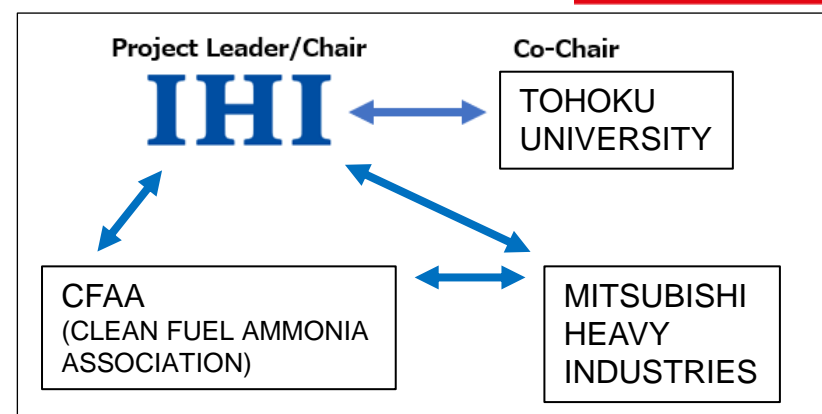 Project Leader/Chair
Co-Chair
IHI
TOHOKU
UNIVERSITY
CFAA
(CLEAN FUEL AMMONIA
ASSOCIATION)
MITSUBISHI
HEAVY
INDUSTRIES